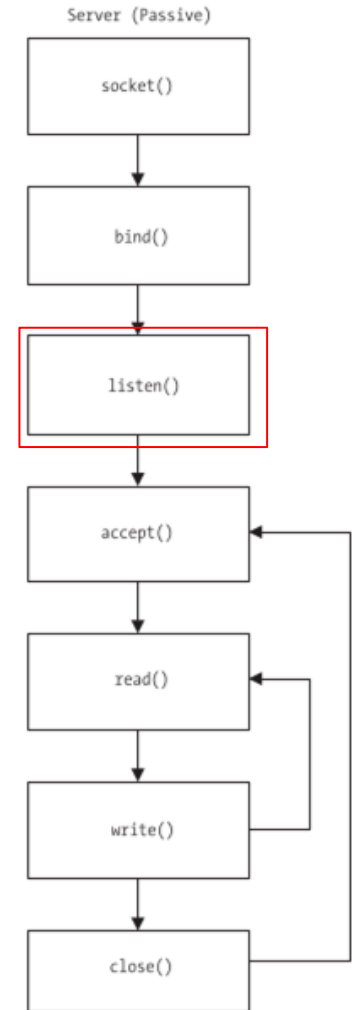 Server (Passive)
socket()
bind()
listen()
accept()
read()
write()
close()